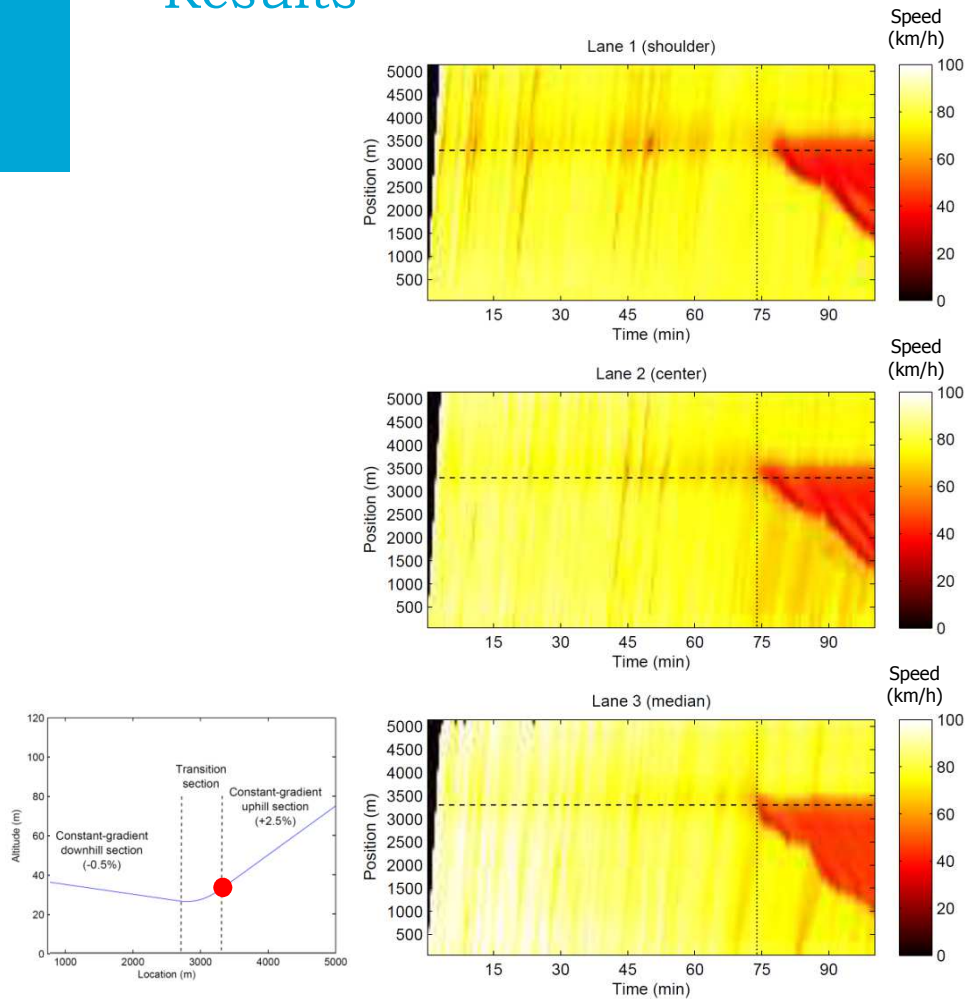 Results
Speed
(km/h)
Lane 1 (shoulder)
Position (m)
5000
4500
4000
3500
3000
2500
2000
1500
1000
500
15 30 45 60 75 90
Time (min)
100
80
60
40
20
0
Speed
(km/h)
Lane 2 (center)
Position (m)
5000
4500
4000
3500
3000
2500
2000
1500
1000
500
15 30 45 60 75 90
Time (min)
100
80
60
40
20
0
Speed
(km/h)
Lane 3 (median)
Position (m)
5000
4500
4000
3500
3000
2500
2000
1500
1000
500
15 30 45 60 75 90
Time (min)
100
80
60
40
20
0
Altitude (m)
120
100
80
60
40
20
0
Transition
section
Constant-gradient
uphill section
(+2.5%)
Constant-gradient
downhill section
(-0.5%)
1000 2000 3000 4000 5000
Location (m)